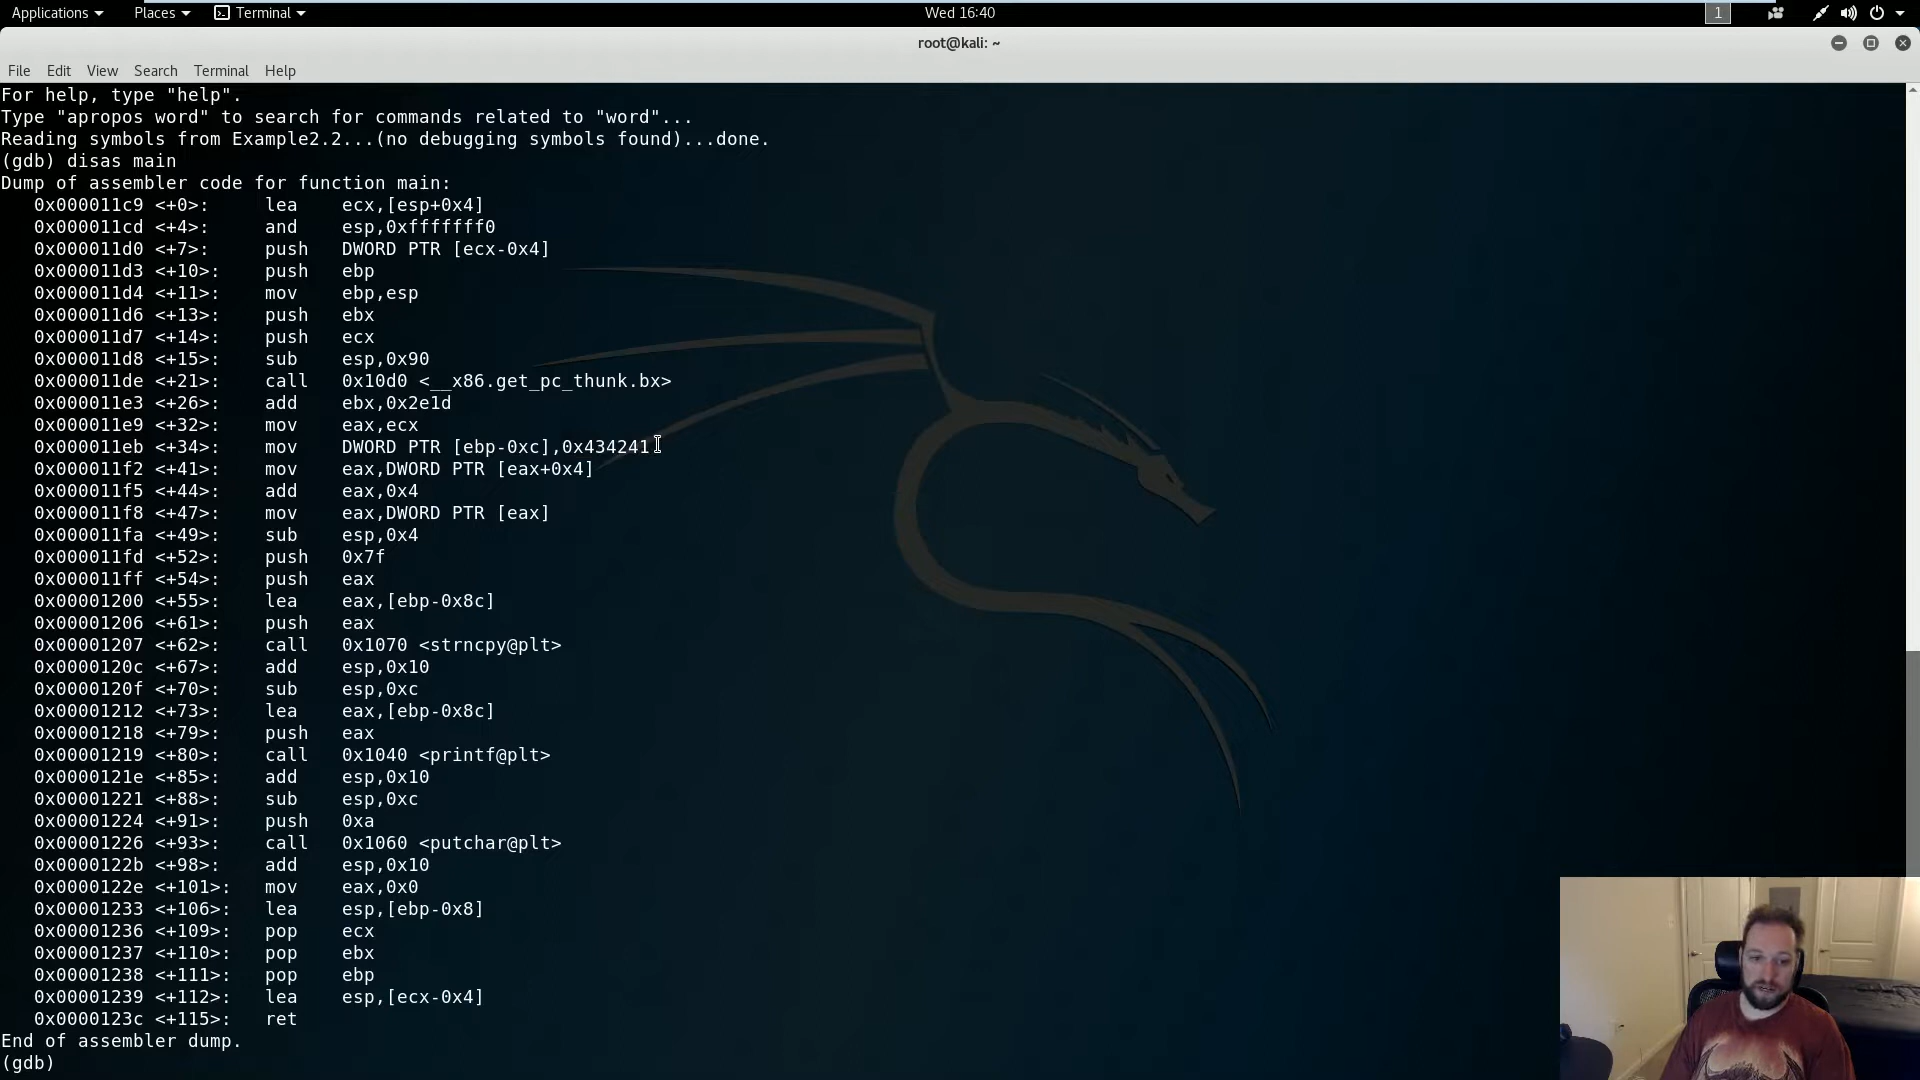 Applications Places Terminal Wed 16:40 1
root@kali: ~
File Edit View Search Terminal Help
For help, type "help".
Type "apropos word" to search for commands related to "word"...
Reading symbols from Example2.2...(no debugging symbols found)...done.
(gdb) disas main
Dump of assembler code for function main:
0x000011c9 <+0>: lea ecx,[esp+0x4]
0x000011cd <+4>: and esp,0xfffffff0
0x000011d0 <+7>: push DWORD PTR [ecx-0x4]
0x000011d3 <+10>: push ebp
0x000011d4 <+11>: mov ebp,esp
0x000011d6 <+13>: push ebx
0x000011d7 <+14>: push ecx
0x000011d8 <+15>: sub esp,0x90
0x000011de <+21>: call 0x10d0 <__x86.get_pc_thunk.bx>
0x000011e3 <+26>: add ebx,0x2e1d
0x000011e9 <+32>: mov eax,ecx
0x000011eb <+34>: mov DWORD PTR [ebp-0xc],0x434241
0x000011f2 <+41>: mov eax,DWORD PTR [eax+0x4]
0x000011f5 <+44>: add eax,0x4
0x000011f8 <+47>: mov eax,DWORD PTR [eax]
0x000011fa <+49>: sub esp,0x4
0x000011fd <+52>: push 0x7f
0x000011ff <+54>: push eax
0x00001200 <+55>: lea eax,[ebp-0x8c]
0x00001206 <+61>: push eax
0x00001207 <+62>: call 0x1070 <strncpy@plt>
0x0000120c <+67>: add esp,0x10
0x0000120f <+70>: sub esp,0xc
0x00001212 <+73>: lea eax,[ebp-0x8c]
0x00001218 <+79>: push eax
0x00001219 <+80>: call 0x1040 <printf@plt>
0x0000121e <+85>: add esp,0x10
0x00001221 <+88>: sub esp,0xc
0x00001224 <+91>: push 0xa
0x00001226 <+93>: call 0x1060 <putchar@plt>
0x0000122b <+98>: add esp,0x10
0x0000122e <+101>: mov eax,0x0
0x00001233 <+106>: lea esp,[ebp-0x8]
0x00001236 <+109>: pop ecx
0x00001237 <+110>: pop ebx
0x00001238 <+111>: pop ebp
0x00001239 <+112>: lea esp,[ecx-0x4]
0x0000123c <+115>: ret
End of assembler dump.
(gdb)